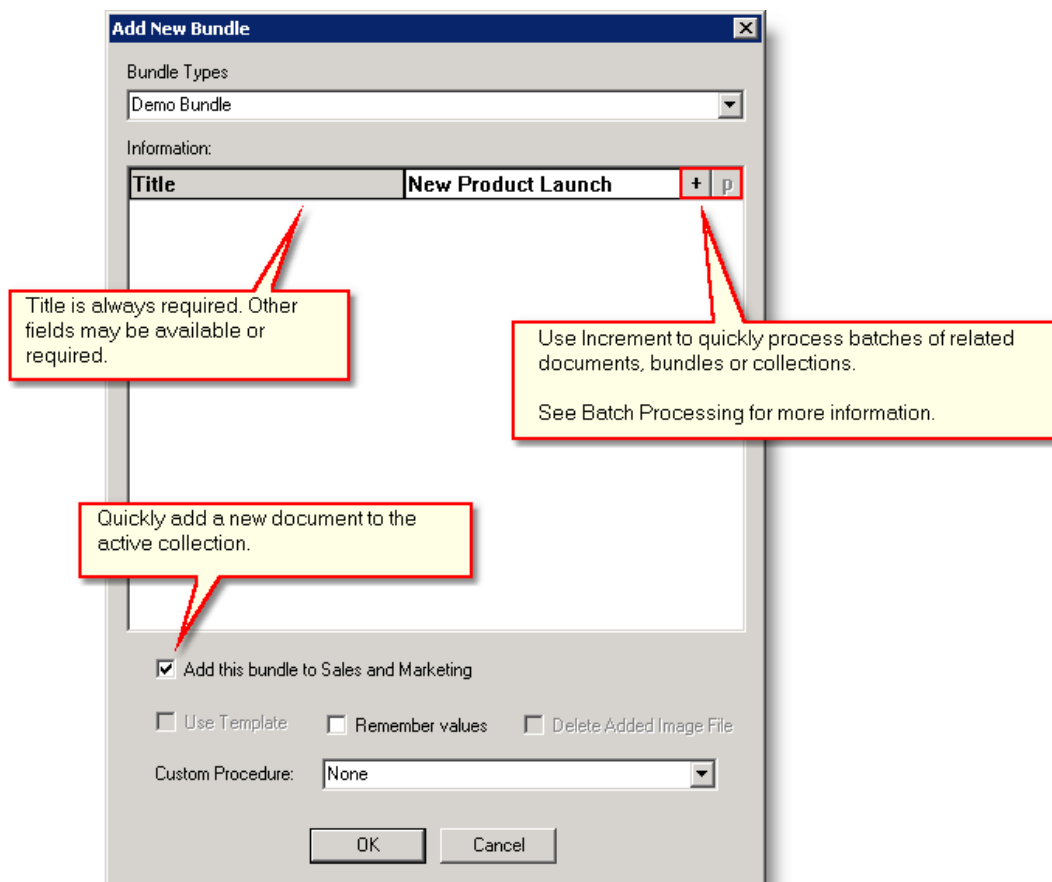 Add New Bundle
Bundle Types
Demo Bundle
Information:
Title New Product Launch + p
Title is always required. Other
fields may be available or
required.
Use Increment to quickly process batches of related
documents, bundles or collections.
See Batch Processing for more information.
Quickly add a new document to the
active collection.
Add this bundle to Sales and Marketing
Use Template Remember values Delete Added Image File
Custom Procedure: None
OK Cancel